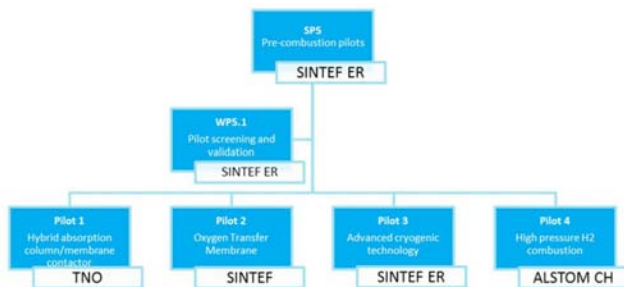 SP5
Pre-combustion pilots
SINTEF ER
WP5.1
Pilot screening and
validation
SINTEF ER
Pilot 1
Hybrid absorption
column/membrane
contactor
TNO
Pilot 2
Oxygen Transfer
Membrane
SINTEF
Pilot 3
Advanced cryogenic
technology
SINTEF ER
Pilot 4
High pressure H2
combustion
ALSTOM CH